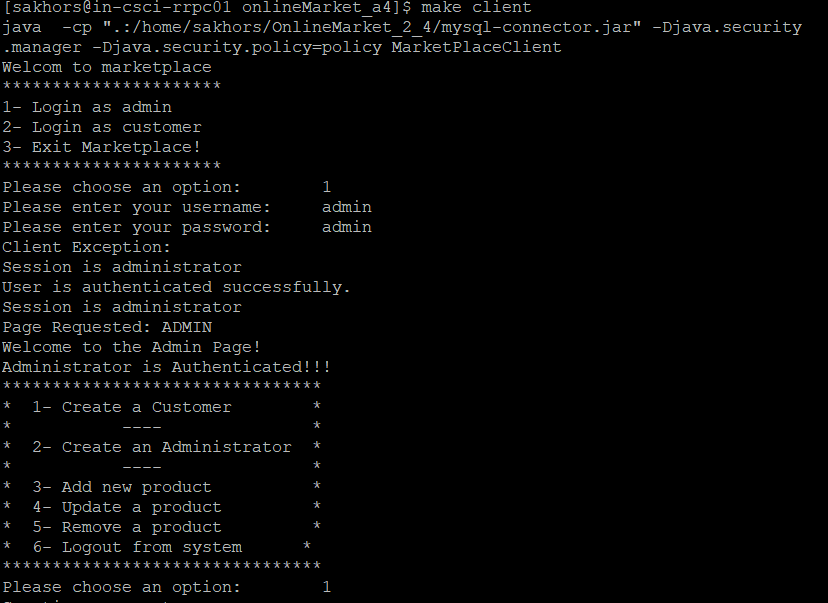 [sakhors@in-csci-rrpc01 onlineMarket_a4]$ make client
java  -cp ".:/home/sakhors/OnlineMarket_2_4/mysql-connector.jar" -Djava.security
.manager -Djava.security.policy=policy MarketPlaceClient
Welcom to marketplace
**********************
1- Login as admin
2- Login as customer
3- Exit Marketplace!
**********************
Please choose an option:        1
Please enter your username:     admin
Please enter your password:     admin
Client Exception:
Session is administrator
User is authenticated successfully.
Session is administrator
Page Requested: ADMIN
Welcome to the Admin Page!
Administrator is Authenticated!!!
********************************
*  1- Create a Customer        *
*           ----               *
*  2- Create an Administrator  *
*           ----               *
*  3- Add new product          *
*  4- Update a product         *
*  5- Remove a product         *
*  6- Logout from system      *
********************************
Please choose an option:        1